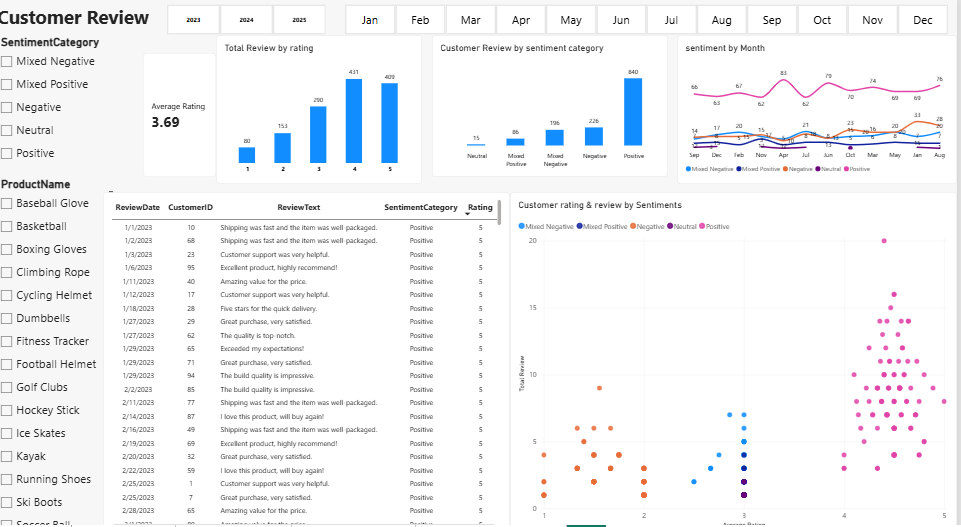 Customer Review
2023 2024 2025
Jan Feb Mar Apr May Jun Jul Aug Sep Oct Nov Dec
SentimentCategory
Mixed Negative
Mixed Positive
Negative
Neutral
Positive
ProductName
Baseball Glove
Basketball
Boxing Gloves
Climbing Rope
Cycling Helmet
Dumbbells
Fitness Tracker
Football Helmet
Golf Clubs
Hockey Stick
Ice Skates
Kayak
Running Shoes
Ski Boots
Soccer Ball
Average Rating
3.69
Total Review by rating
80 153 290 431 409
1 2 3 4 5
Customer Review by sentiment category
15 86 196 226 840
Neutral Mixed Positive Mixed Negative Negative Positive
sentiment by Month
66 63 67 62 83 62 79 70 74 69 69 76
Sep Dec Feb Nov Apr Jul Jun Oct Mar May Jan Aug
Mixed Negative Mixed Positive Negative Neutral Positive
ReviewDate CustomerID ReviewText SentimentCategory Rating
1/1/2023 10 Shipping was fast and the item was well-packaged. Positive 5
1/2/2023 68 Shipping was fast and the item was well-packaged. Positive 5
1/3/2023 23 Customer support was very helpful. Positive 5
1/6/2023 95 Excellent product, highly recommend! Positive 5
1/11/2023 40 Amazing value for the price. Positive 5
1/12/2023 17 Customer support was very helpful. Positive 5
1/18/2023 28 Five stars for the quick delivery. Positive 5
1/27/2023 29 Great purchase, very satisfied. Positive 5
1/27/2023 62 The quality is top-notch. Positive 5
1/29/2023 65 Exceeded my expectations! Positive 5
1/29/2023 71 Great purchase, very satisfied. Positive 5
1/29/2023 94 The build quality is impressive. Positive 5
2/2/2023 85 The build quality is impressive. Positive 5
2/11/2023 77 Shipping was fast and the item was well-packaged. Positive 5
2/14/2023 87 I love this product, will buy again! Positive 5
2/16/2023 49 Shipping was fast and the item was well-packaged. Positive 5
2/19/2023 69 Excellent product, highly recommend! Positive 5
2/20/2023 32 Great purchase, very satisfied. Positive 5
2/22/2023 59 I love this product, will buy again! Positive 5
2/25/2023 1 Customer support was very helpful. Positive 5
2/25/2023 7 Great purchase, very satisfied. Positive 5
2/28/2023 65 Amazing value for the price. Positive 5
Customer rating & review by Sentiments
Mixed Negative Mixed Positive Negative Neutral Positive
Total Review
20
15
10
5
0
1 2 3 4 5
Average Rating